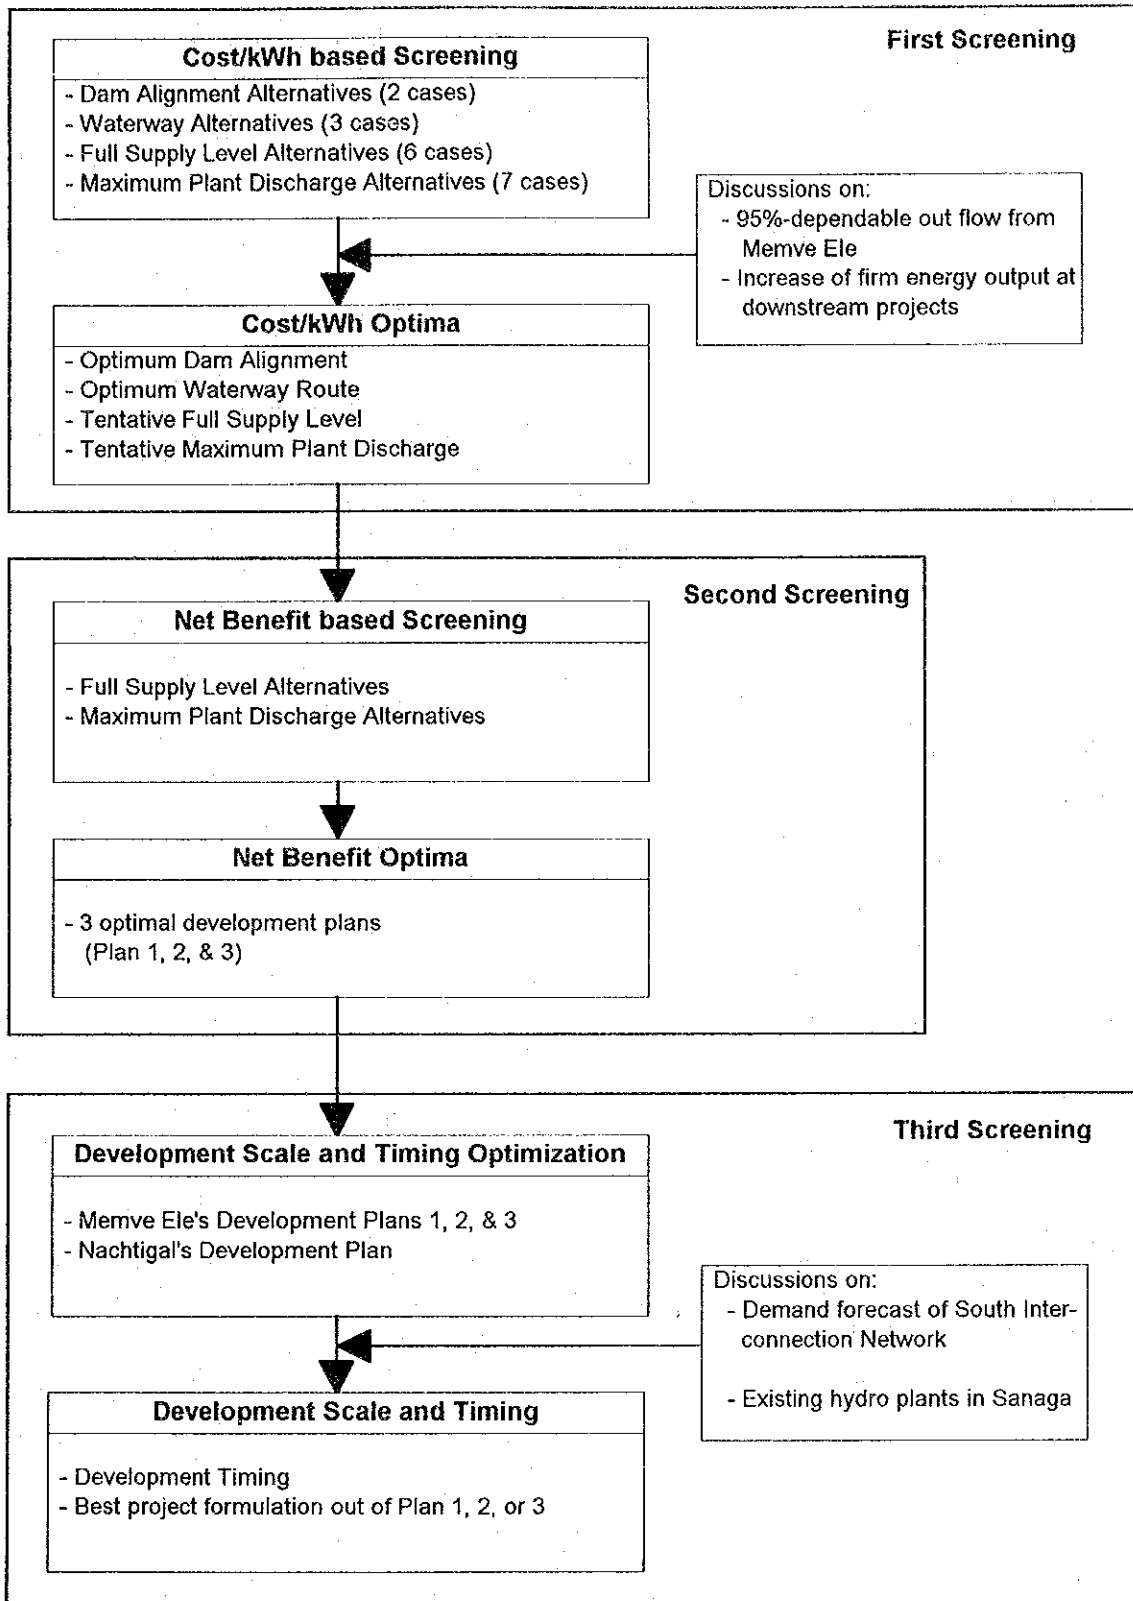 First Screening
Cost/kWh based Screening
- Dam Alignment Alternatives (2 cases)
- Waterway Alternatives (3 cases)
- Full Supply Level Alternatives (6 cases)
- Maximum Plant Discharge Alternatives (7 cases)
Discussions on:
- 95%-dependable out flow from
Memve Ele
- Increase of firm energy output at
downstream projects
Cost/kWh Optima
- Optimum Dam Alignment
- Optimum Waterway Route
- Tentative Full Supply Level
- Tentative Maximum Plant Discharge
Second Screening
Net Benefit based Screening
- Full Supply Level Alternatives
- Maximum Plant Discharge Alternatives
Net Benefit Optima
- 3 optimal development plans
(Plan 1, 2, & 3)
Third Screening
Development Scale and Timing Optimization
- Memve Ele's Development Plans 1, 2, & 3
- Nachtigal's Development Plan
Discussions on:
- Demand forecast of South Inter-
connection Network
- Existing hydro plants in Sanaga
Development Scale and Timing
- Development Timing
- Best project formulation out of Plan 1, 2, or 3